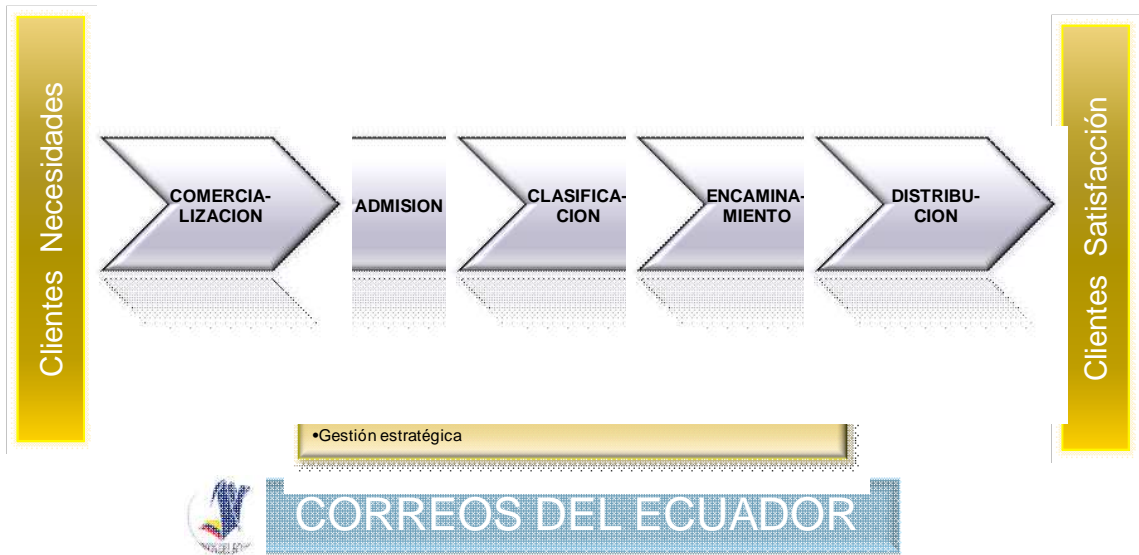 Clientes Necesidades
COMERCIA-
LIZACION
ADMISION
CLASIFICA-
CION
ENCAMINA-
MIENTO
DISTRIBU-
CION
Clientes Satisfacción
•Gestión estratégica
CORREOS DEL ECUADOR